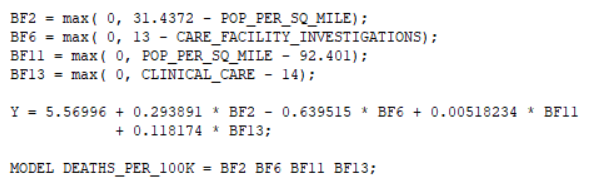 BF2 = max( 0, 31.4372 - POP_PER_SQ_MILE);
BF6 = max( 0, 13 - CARE_FACILITY_INVESTIGATIONS);
BF11 = max( 0, POP_PER_SQ_MILE - 92.401);
BF13 = max( 0, CLINICAL_CARE - 14);
Y = 5.56996 + 0.293891 * BF2 - 0.639515 * BF6 + 0.00518234 * BF11
+ 0.118174 * BF13;
MODEL DEATHS_PER_100K = BF2 BF6 BF11 BF13;